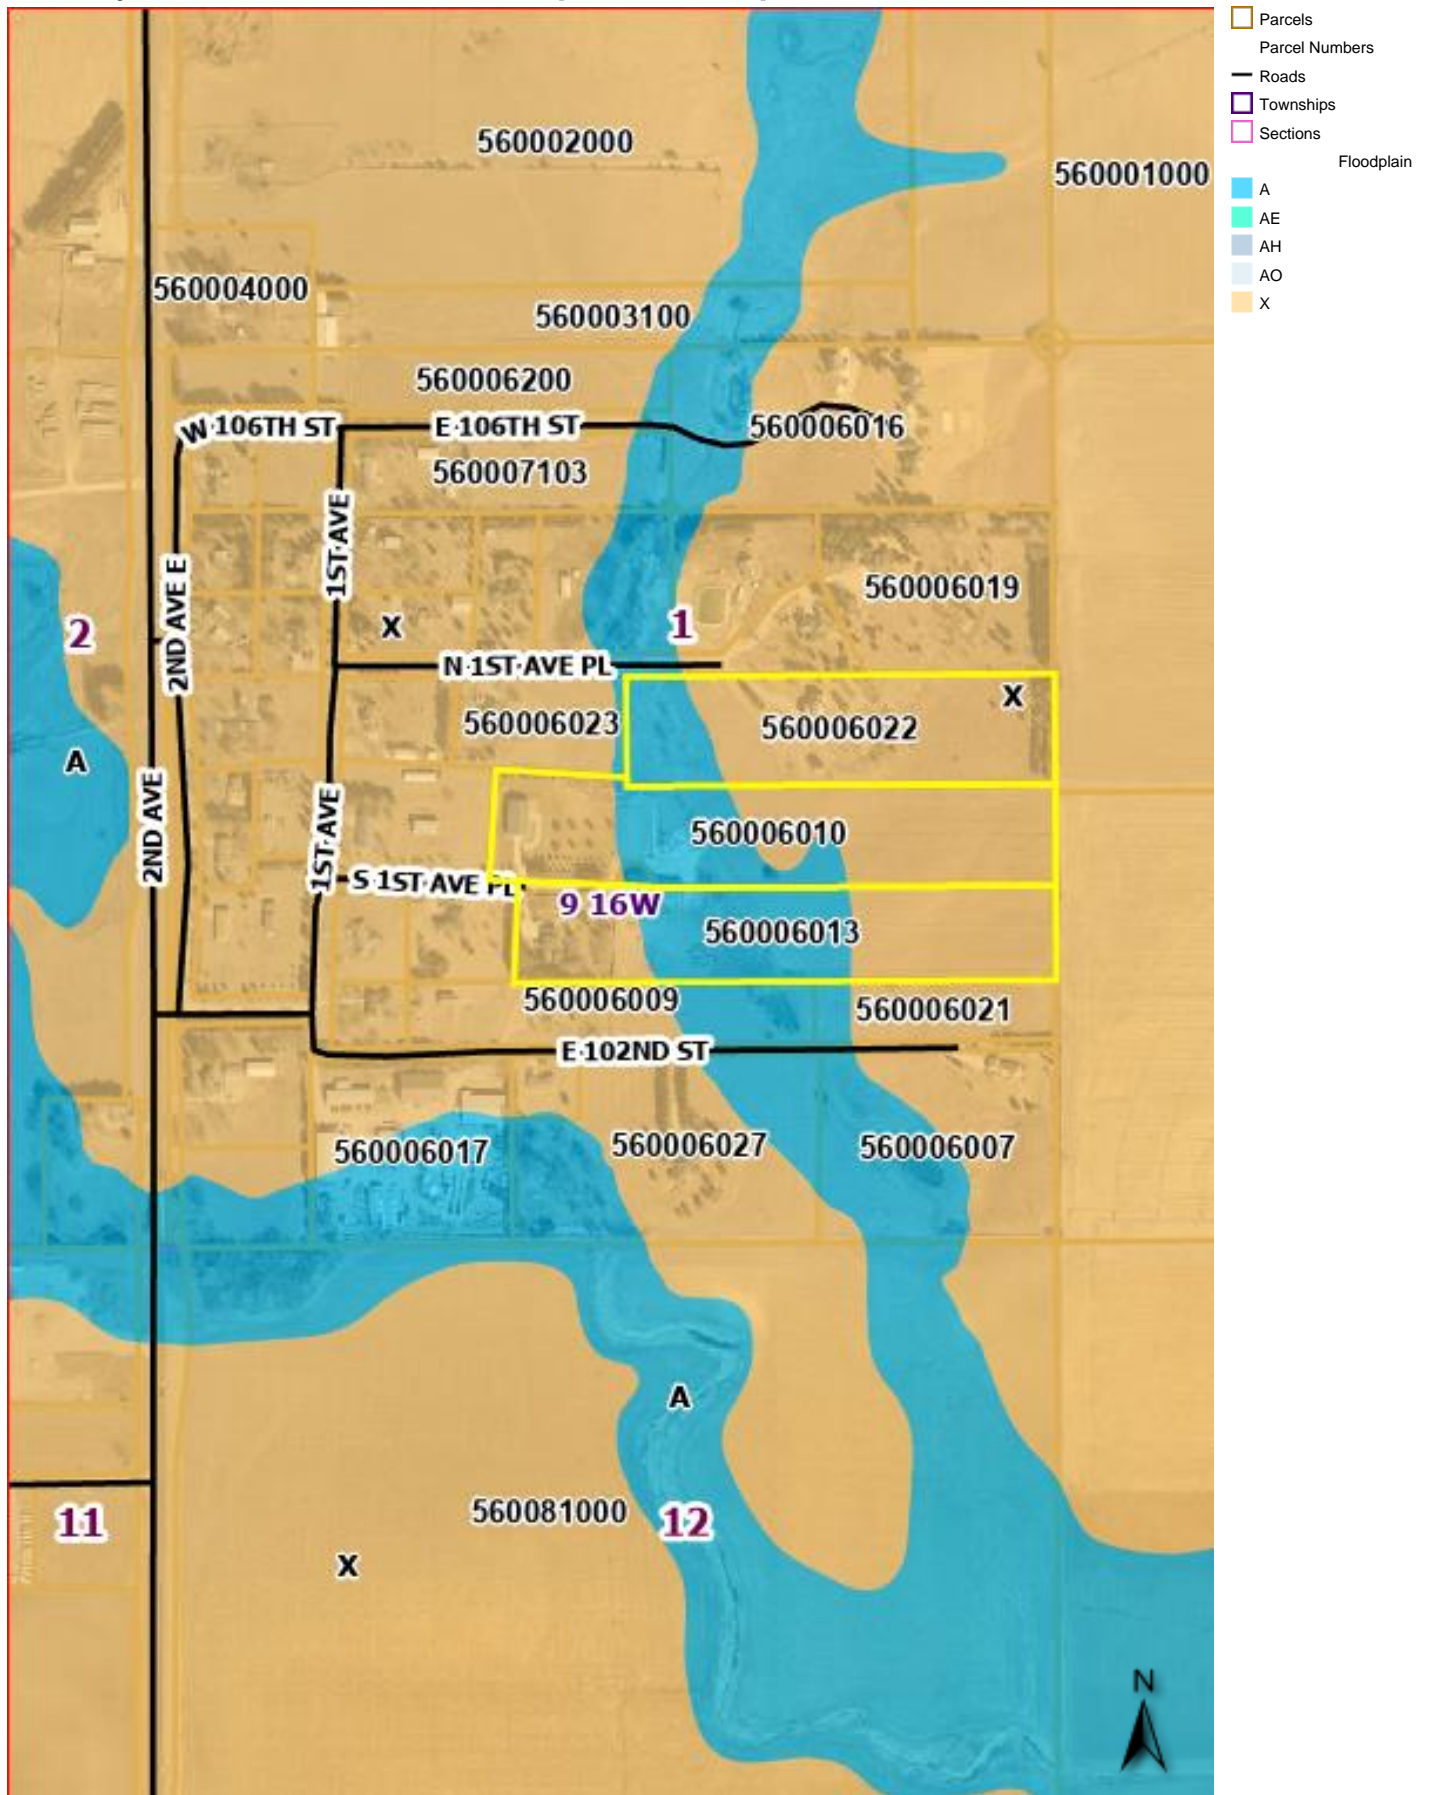 Parcels
Parcel Numbers
Roads
Townships
Sections
Floodplain
A
AE
AH
AO
X
560002000
560001000
560004000
560003100
560006200
W 106TH ST
E 106TH ST
560006016
560007103
1ST AVE
2ND AVE E
560006019
X
2
1
N 1ST AVE PL
X
560006023
560006022
A
2ND AVE
1ST AVE
560006010
S 1ST AVE PL
9 16W
560006013
560006009
560006021
E 102ND ST
560006017
560006027
560006007
A
560081000
11
12
X
N